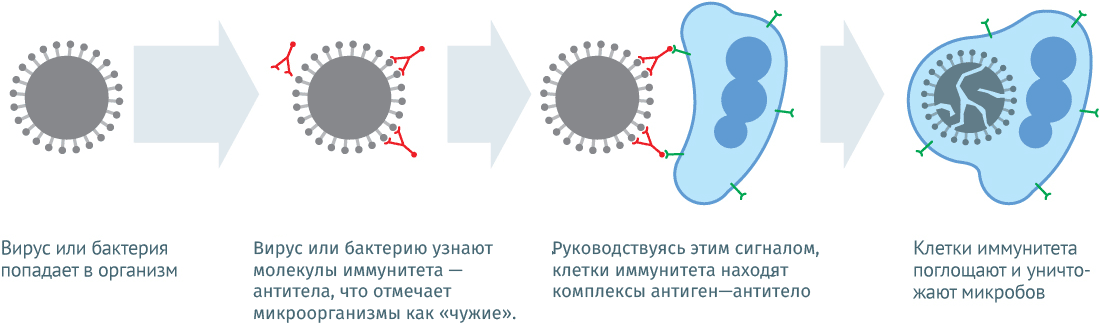 Вирус или бактерия
попадает в организм
Вирус или бактерию узнают
молекулы иммунитета —
антитела, что отмечает
микроорганизмы как «чужие».
Руководствуясь этим сигналом,
клетки иммунитета находят
комплексы антиген—антитело
Клетки иммунитета
поглощают и уничто-
жают микробов